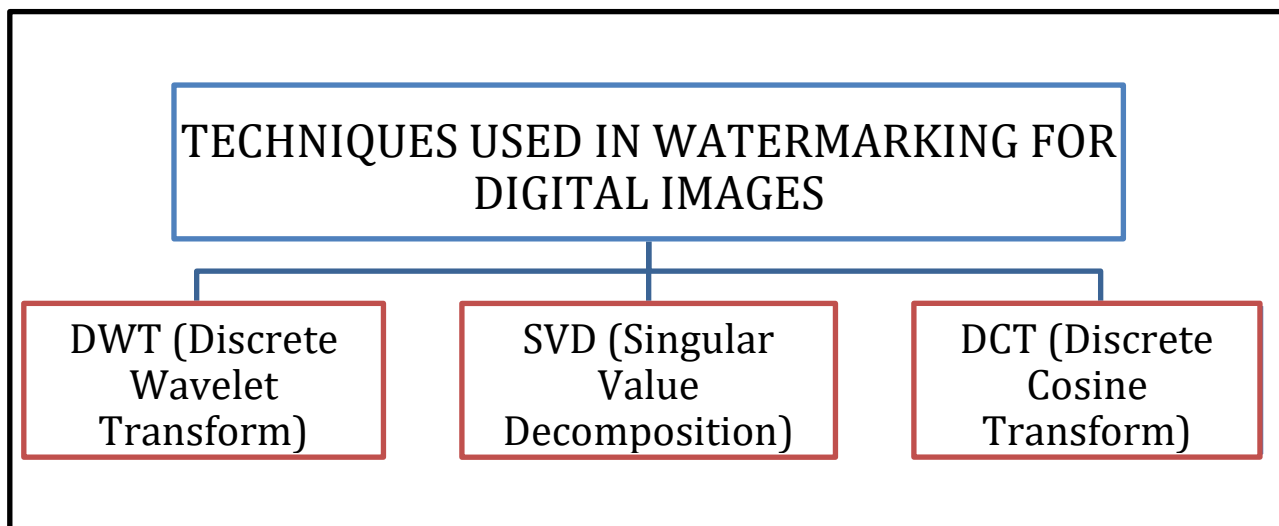 TECHNIQUES USED IN WATERMARKING FOR
DIGITAL IMAGES
DWT (Discrete
Wavelet
Transform)
SVD (Singular
Value
Decomposition)
DCT (Discrete
Cosine
Transform)